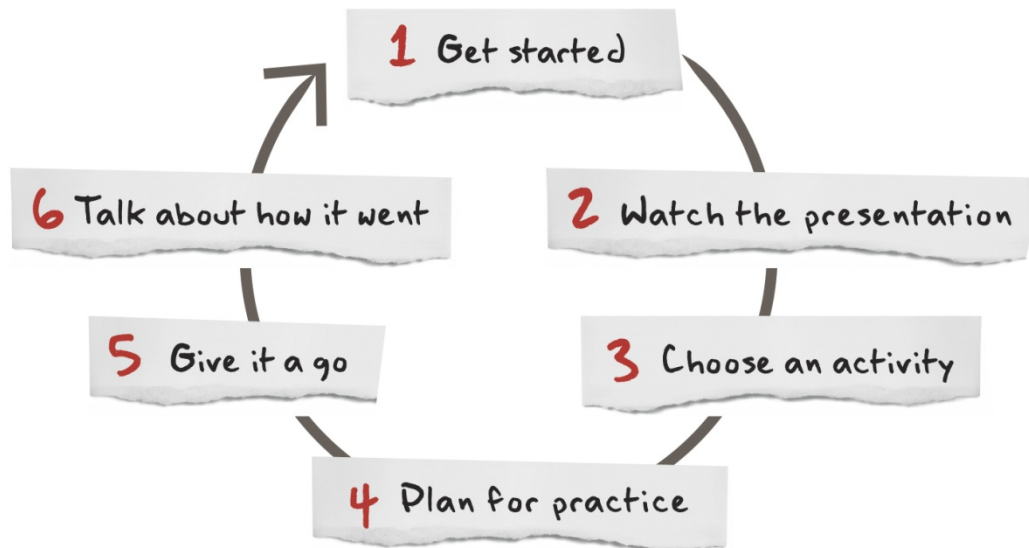 1 Get started
2 Watch the presentation
3 Choose an activity
4 Plan for practice
5 Give it a go
6 Talk about how it went